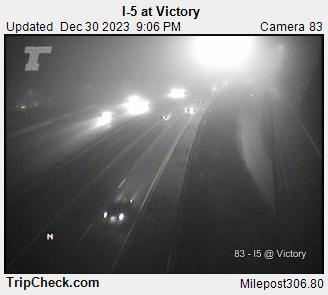 I-5 at Victory
Updated Dec 30 2023 9:06 PM Camera 83
T
N
83 - I5 @ Victory
TripCheck.com Milepost306.80